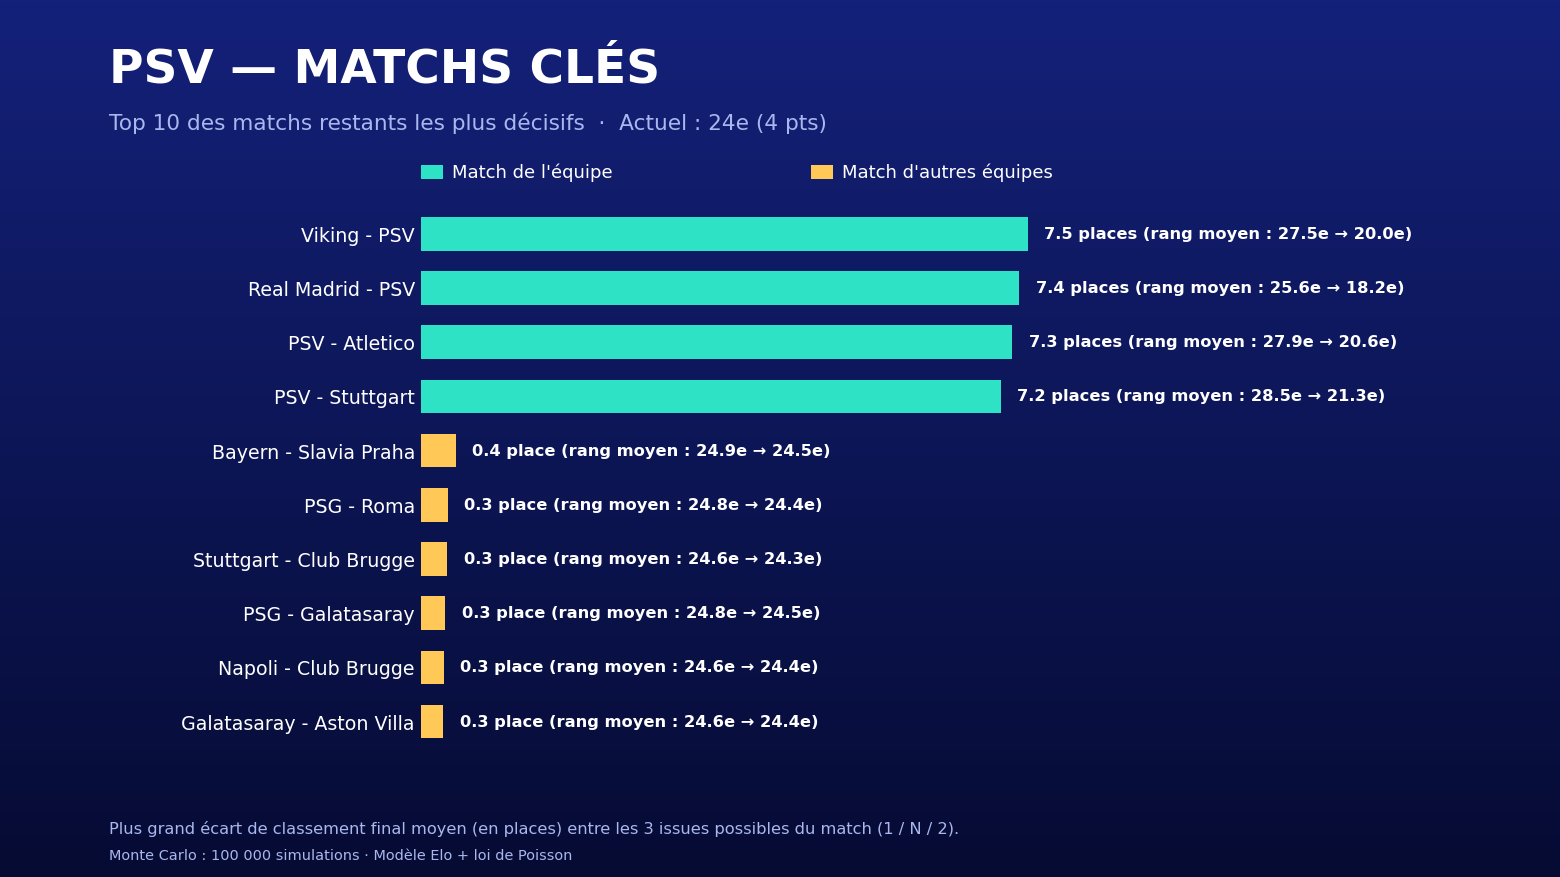 PSV — MATCHS CLÉS
Top 10 des matchs restants les plus décisifs · Actuel : 24e (4 pts)
Match de l'équipe
Match d'autres équipes
Viking - PSV 7.5 places (rang moyen : 27.5e → 20.0e)
Real Madrid - PSV 7.4 places (rang moyen : 25.6e → 18.2e)
PSV - Atletico 7.3 places (rang moyen : 27.9e → 20.6e)
PSV - Stuttgart 7.2 places (rang moyen : 28.5e → 21.3e)
Bayern - Slavia Praha 0.4 place (rang moyen : 24.9e → 24.5e)
PSG - Roma 0.3 place (rang moyen : 24.8e → 24.4e)
Stuttgart - Club Brugge 0.3 place (rang moyen : 24.6e → 24.3e)
PSG - Galatasaray 0.3 place (rang moyen : 24.8e → 24.5e)
Napoli - Club Brugge 0.3 place (rang moyen : 24.6e → 24.4e)
Galatasaray - Aston Villa 0.3 place (rang moyen : 24.6e → 24.4e)
Plus grand écart de classement final moyen (en places) entre les 3 issues possibles du match (1 / N / 2).
Monte Carlo : 100 000 simulations · Modèle Elo + loi de Poisson